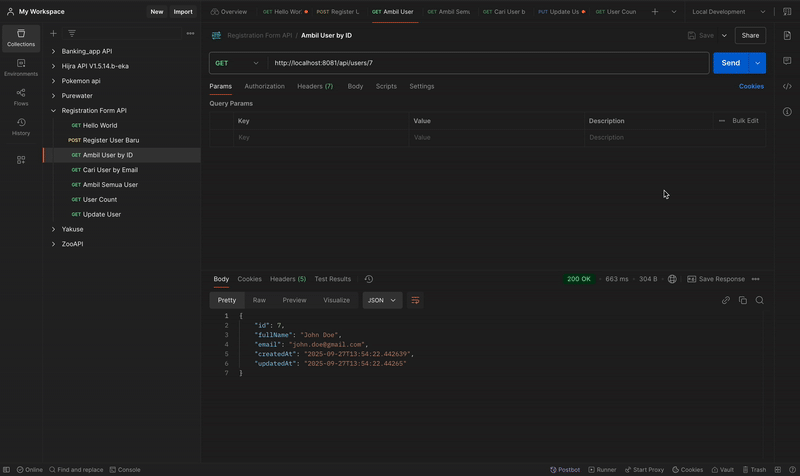 My Workspace
New
Import
Overview
GET Hello Wor
POST Register U
GET Ambil User
GET Ambil Sem
GET Cari User b
PUT Update Us
GET User Coun
Local Development
Collections
Environments
Flows
History
Banking_app API
Hijra API V1.5.14.b-eka
Pokemon api
Purewater
Registration Form API
GET Hello World
POST Register User Baru
GET Ambil User by ID
GET Cari User by Email
GET Ambil Semua User
GET User Count
GET Update User
Yakuse
ZooAPI
Registration Form API / Ambil User by ID
Save
Share
GET
http://localhost:8081/api/users/7
Send
Params
Authorization
Headers (7)
Body
Scripts
Settings
Cookies
Query Params
Key
Value
Description
Bulk Edit
Key
Value
Description
Body
Cookies
Headers (5)
Test Results
200 OK
663 ms
304 B
Save Response
Pretty
Raw
Preview
Visualize
JSON
1 {
2 "id": 7,
3 "fullName": "John Doe",
4 "email": "john.doe@gmail.com",
5 "createdAt": "2025-09-27T13:54:22.442639",
6 "updatedAt": "2025-09-27T13:54:22.44265"
7 }
Online
Find and replace
Console
Postbot
Runner
Start Proxy
Cookies
Vault
Trash